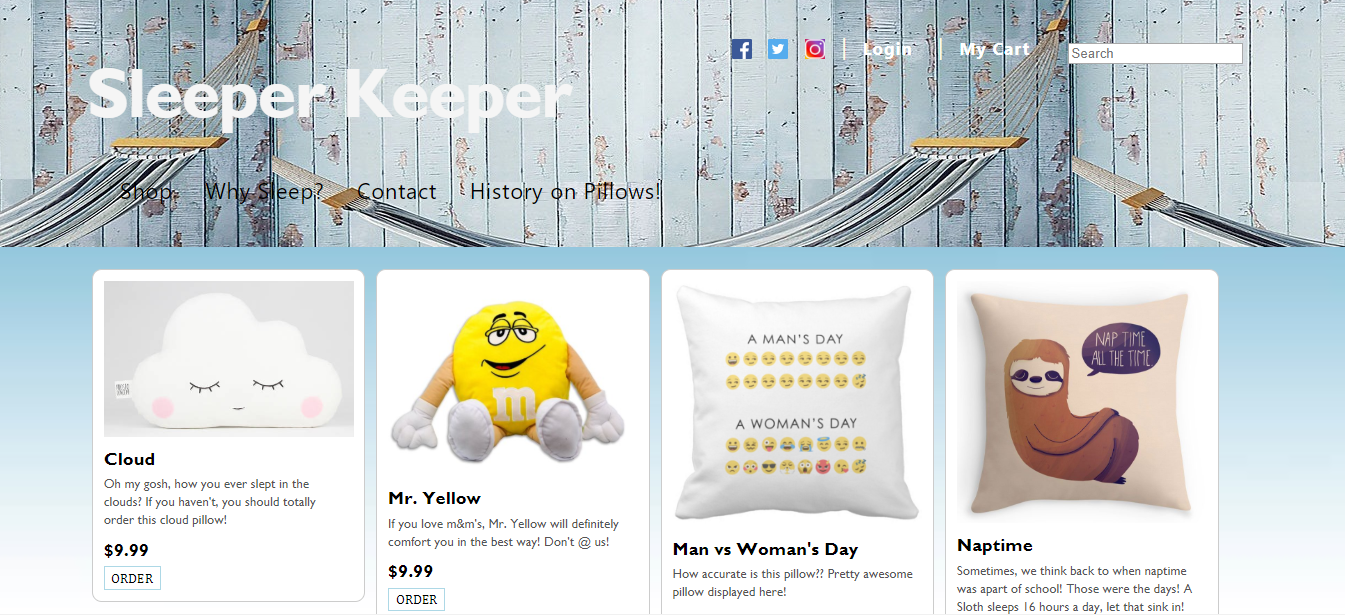 Login
My Cart
Search
Sleeper Keeper
Shop Why Sleep? Contact History on Pillows!
Cloud
Oh my gosh, how you ever slept in the
clouds? If you haven't, you should totally
order this cloud pillow!
$9.99
ORDER
m
Mr. Yellow
If you love m&m's, Mr. Yellow will definitely
comfort you in the best way! Don't @ us!
$9.99
ORDER
A MAN'S DAY
A WOMAN'S DAY
Man vs Woman's Day
How accurate is this pillow?? Pretty awesome
pillow displayed here!
NAP TIME
ALL THE TIME
Naptime
Sometimes, we think back to when naptime
was apart of school! Those were the days! A
Sloth sleeps 16 hours a day, let that sink in!